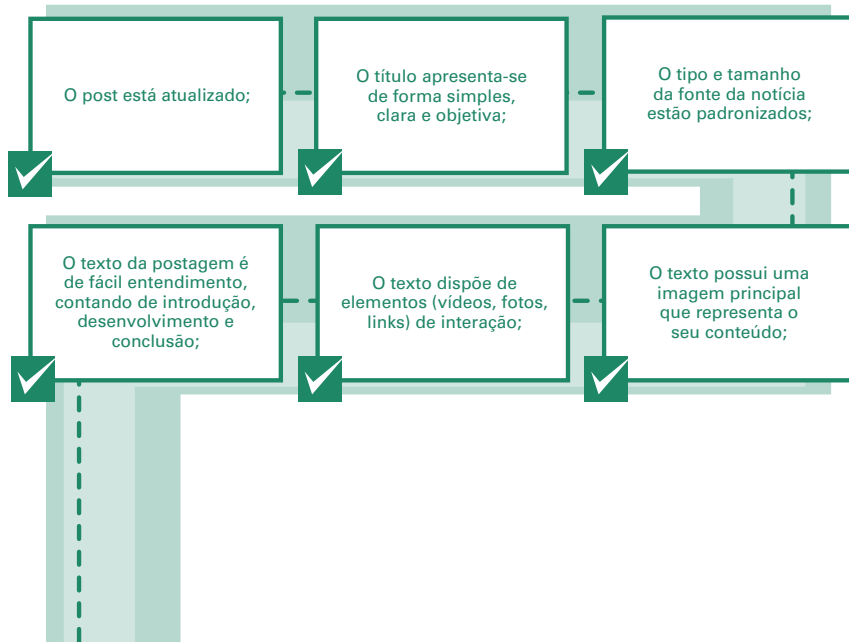 O post está atualizado;
O título apresenta-se
de forma simples,
clara e objetiva;
O tipo e tamanho
da fonte da notícia
estão padronizados;
O texto da postagem é
de fácil entendimento,
contando de introdução,
desenvolvimento e
conclusão;
O texto dispõe de
elementos (vídeos, fotos,
links) de interação;
O texto possui uma
imagem principal
que representa o
seu conteúdo;